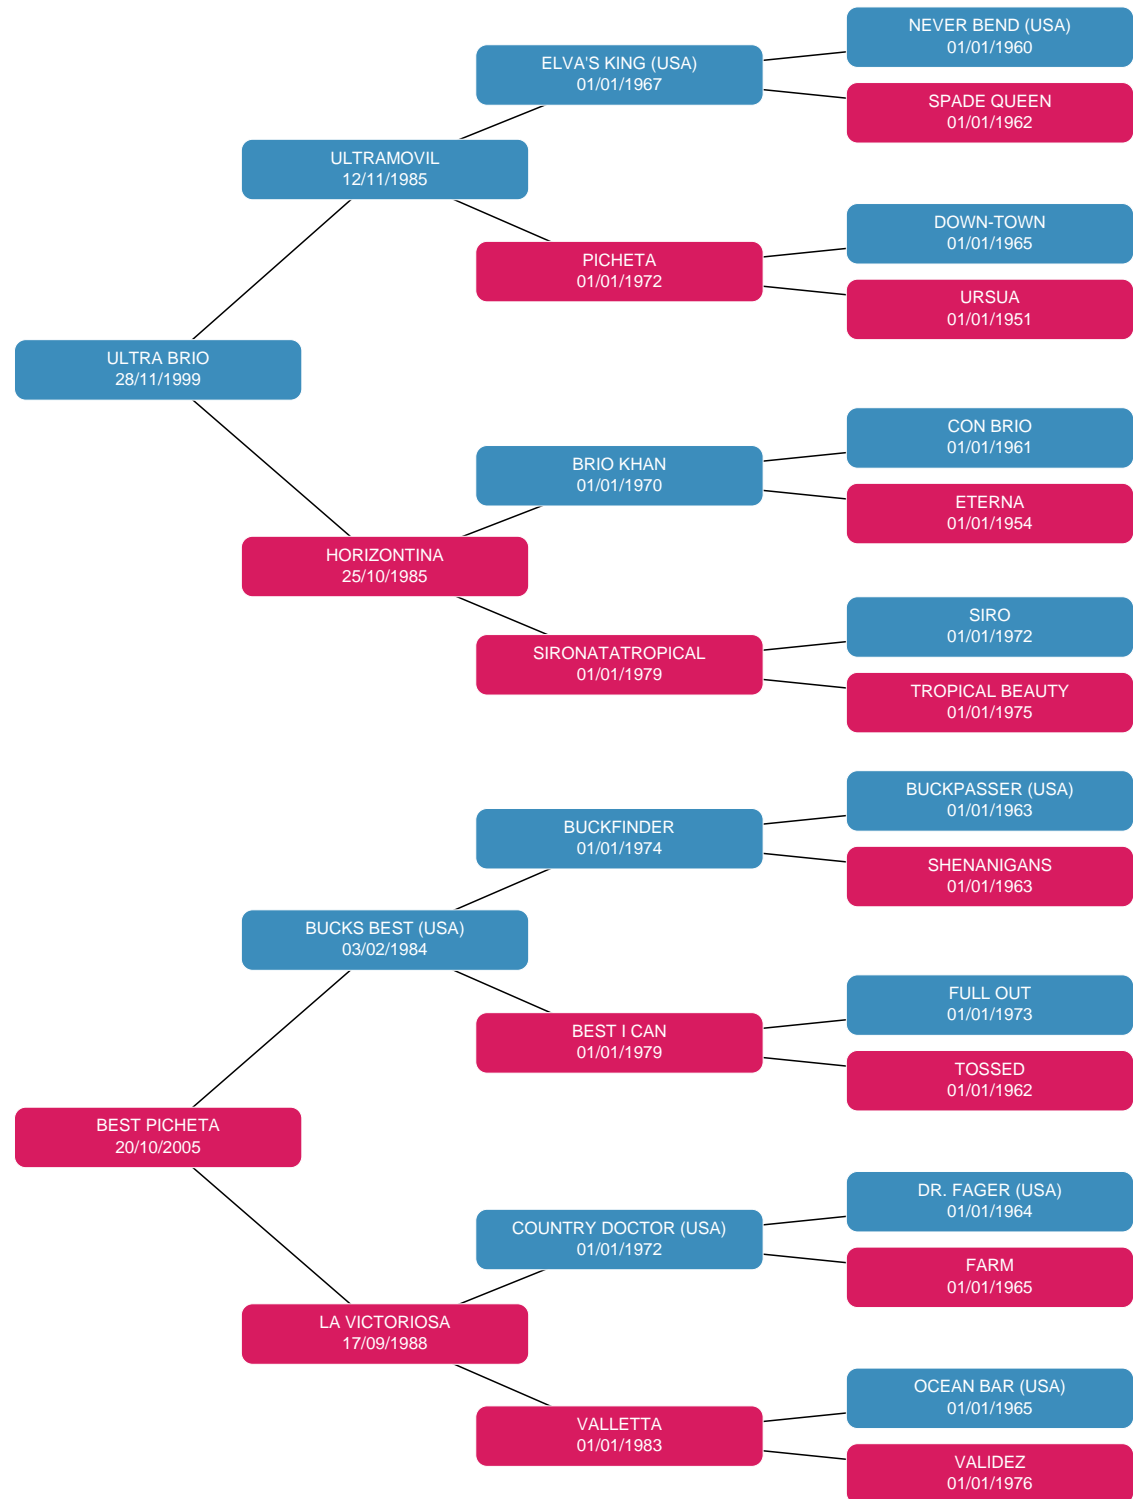 NEVER BEND (USA)
01/01/1960
ELVA'S KING (USA)
01/01/1967
SPADE QUEEN
01/01/1962
ULTRAMOVIL
12/11/1985
DOWN-TOWN
01/01/1965
PICHETA
01/01/1972
URSUA
01/01/1951
ULTRA BRIO
28/11/1999
CON BRIO
01/01/1961
BRIO KHAN
01/01/1970
ETERNA
01/01/1954
HORIZONTINA
25/10/1985
SIRO
01/01/1972
SIRONATATROPICAL
01/01/1979
TROPICAL BEAUTY
01/01/1975
BUCKPASSER (USA)
01/01/1963
BUCKFINDER
01/01/1974
SHENANIGANS
01/01/1963
BUCKS BEST (USA)
03/02/1984
FULL OUT
01/01/1973
BEST I CAN
01/01/1979
TOSSED
01/01/1962
BEST PICHETA
20/10/2005
DR. FAGER (USA)
01/01/1964
COUNTRY DOCTOR (USA)
01/01/1972
FARM
01/01/1965
LA VICTORIOSA
17/09/1988
OCEAN BAR (USA)
01/01/1965
VALLETTA
01/01/1983
VALIDEZ
01/01/1976